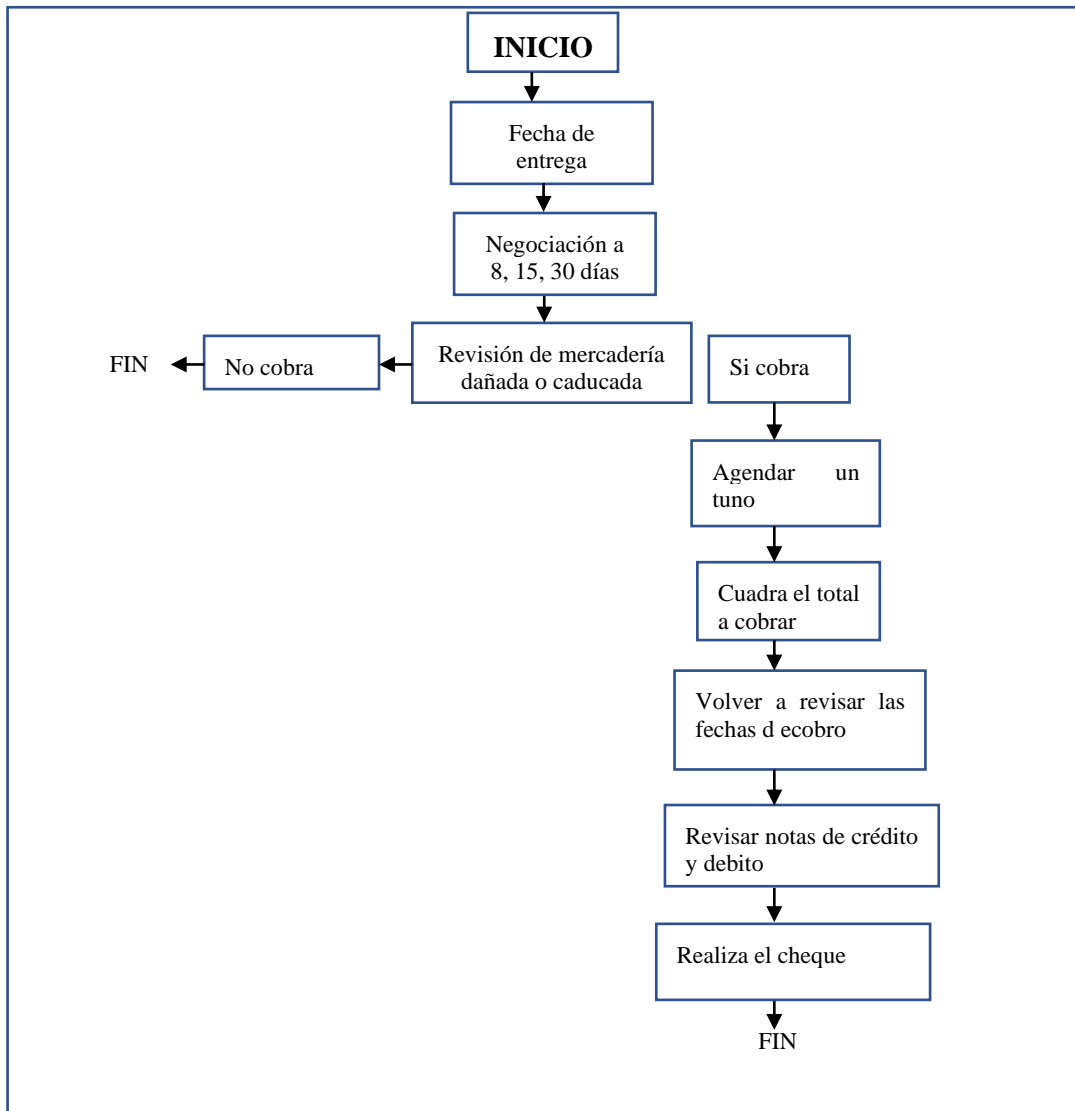 INICIO
Fecha de
entrega
Negociación a
8, 15, 30 días
FIN
No cobra
Revisión de mercadería
dañada o caducada
Si cobra
Agendar un
tuno
Cuadra el total
a cobrar
Volver a revisar las
fechas d ecobro
Revisar notas de crédito
y debito
Realiza el cheque
FIN